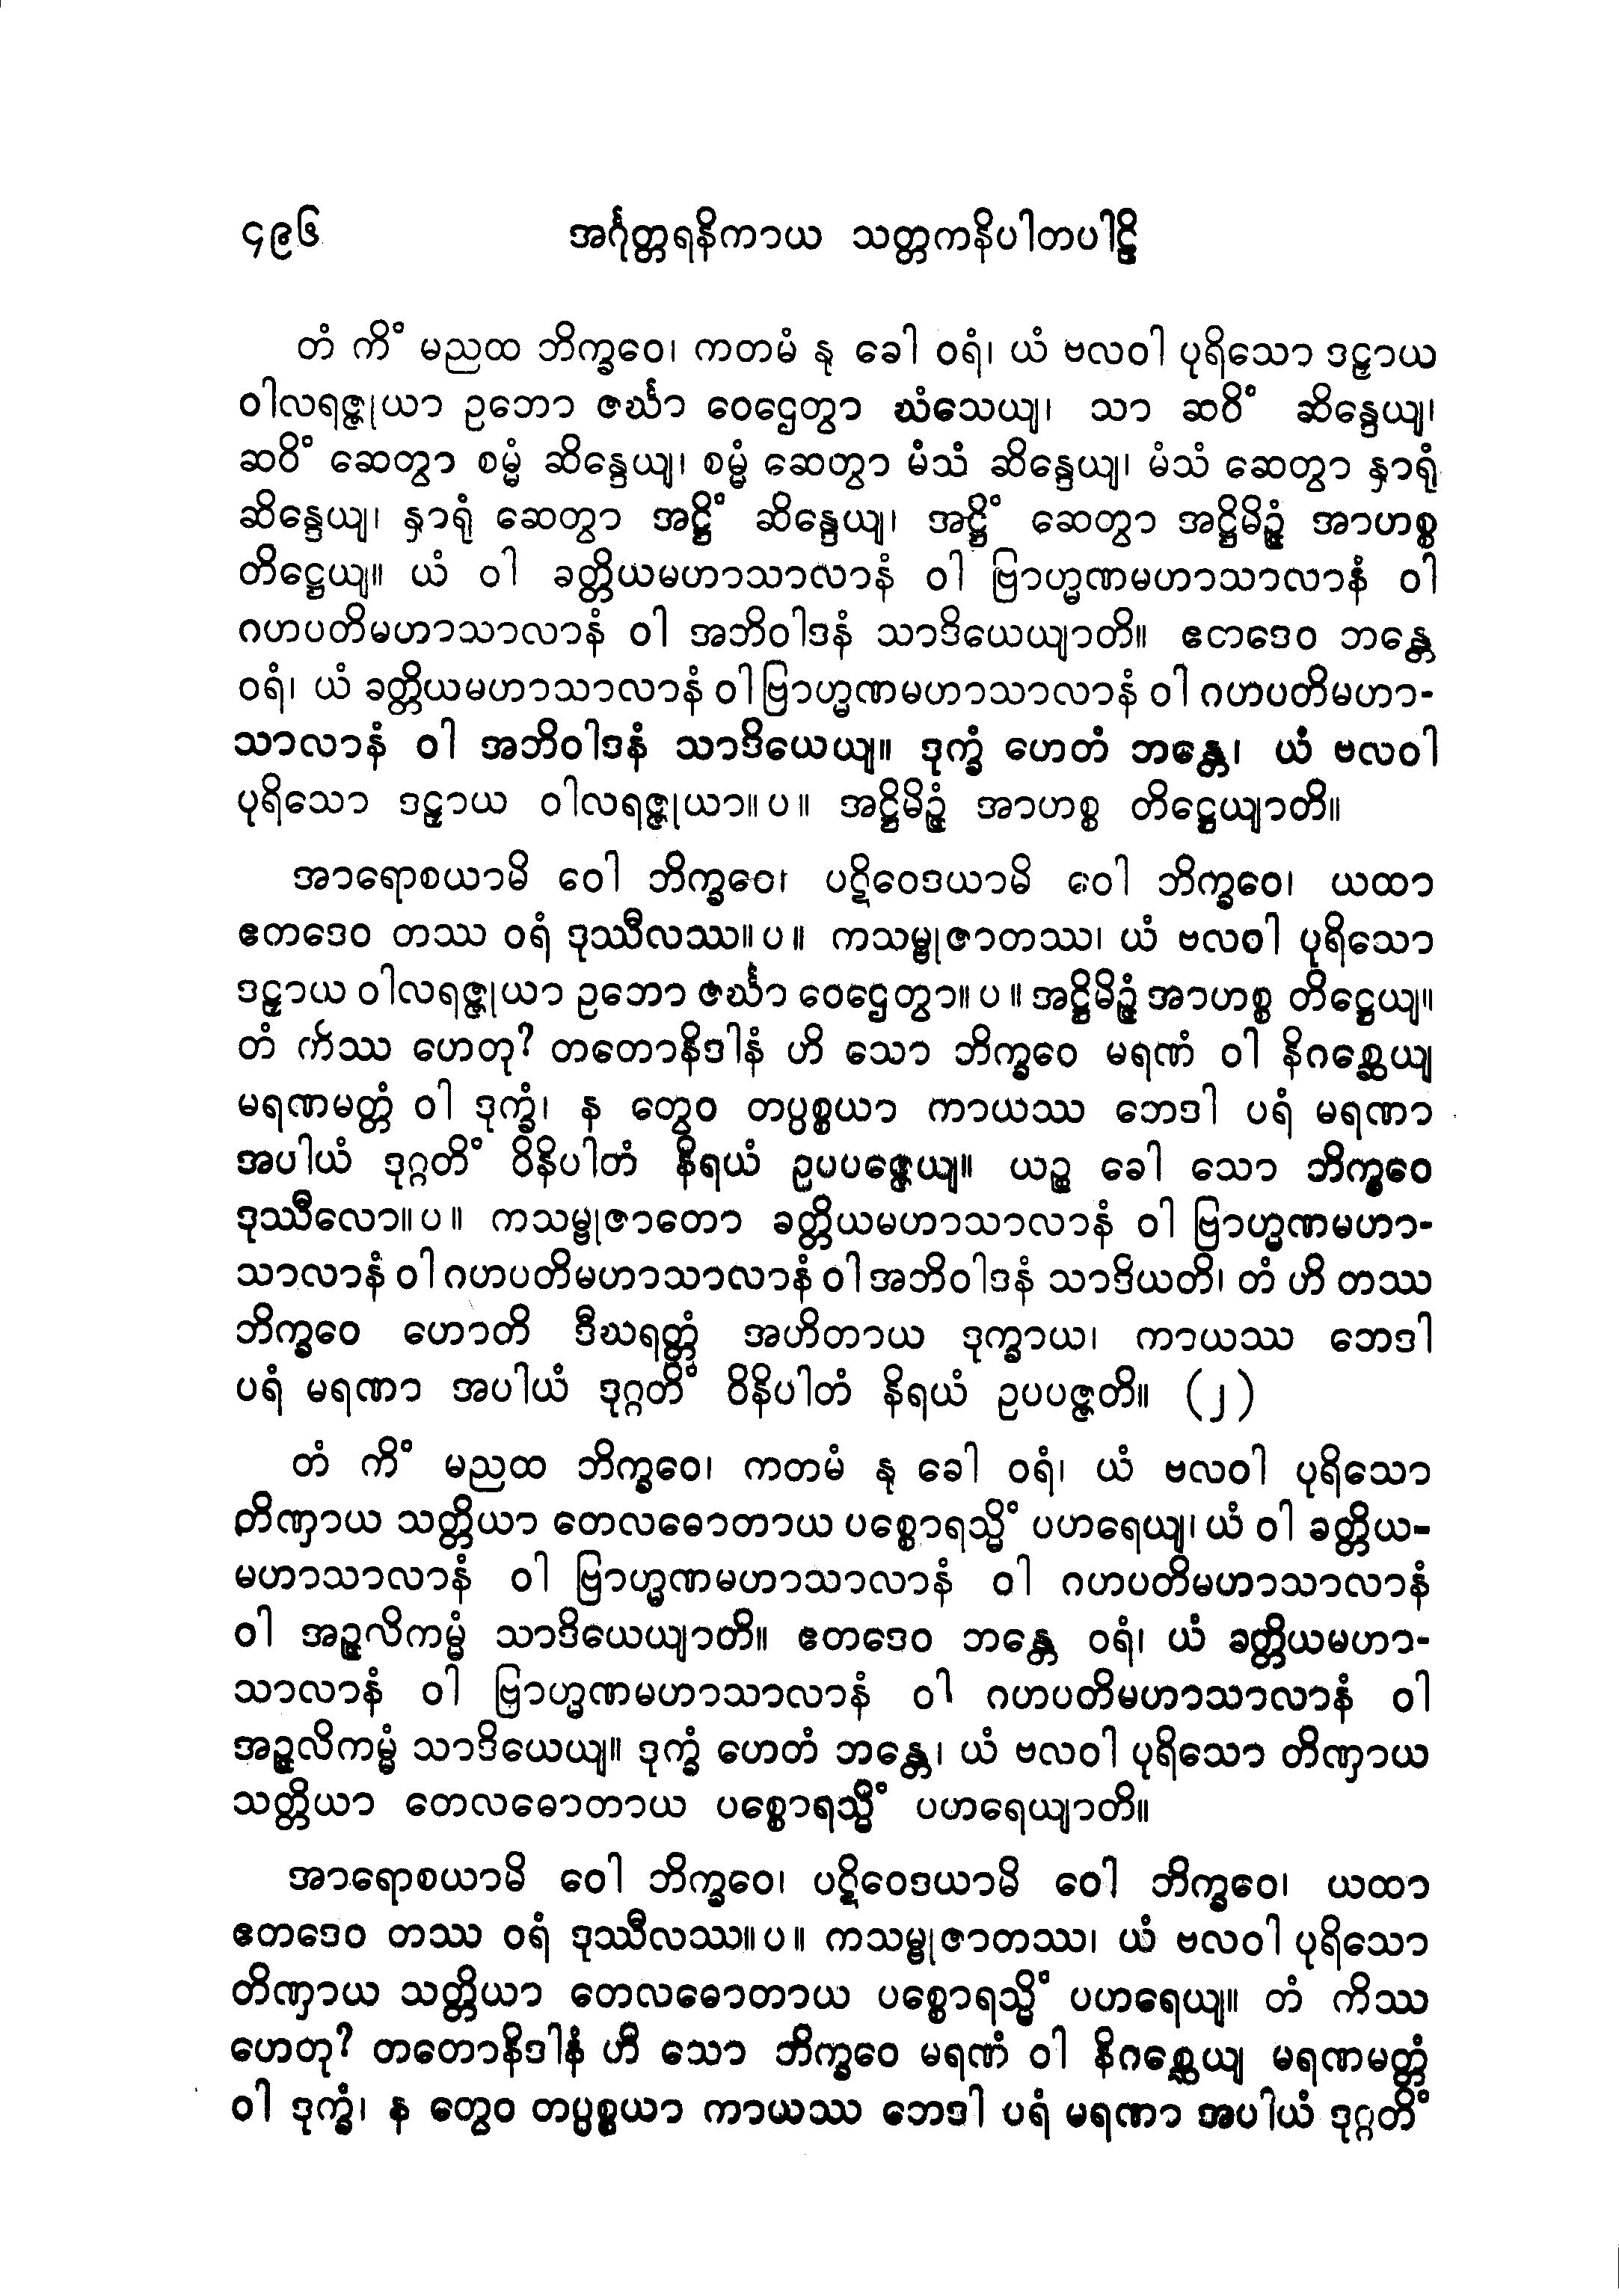 ၄၉၆ အင်္ဂုတ္တရနိကာယ သတ္တကနိပါတပါဠိ
တံ ကိံ မညထ ဘိက္ခဝေ၊ ကတမံ နု ခေါ ဝရံ၊ ယံ ဗလဝါ ပုရိသော ဒဠှာယ
ဝါလရဇ္ဇုယာ ဥဘော ဇင်္ဃာ ဝေဌေတွာ ဃံသေယျ၊ သာ ဆဝိံ ဆိန္ဒေယျ၊
ဆဝိံ ဆေတွာ စမ္မံ ဆိန္ဒေယျ၊ စမ္မံ ဆေတွာ မံသံ ဆိန္ဒေယျ၊ မံသံ ဆေတွာ နှာရုံ
ဆိန္ဒေယျ၊ နှာရုံ ဆေတွာ အဋ္ဌိံ ဆိန္ဒေယျ၊ အဋ္ဌိံ ဆေတွာ အဋ္ဌိမိဉ္ဇံ အာဟစ္စ
တိဋ္ဌေယျ။ ယံ ဝါ ခတ္တိယမဟာသာလာနံ ဝါ ဗြာဟ္မဏမဟာသာလာနံ ဝါ
ဂဟပတိမဟာသာလာနံ ဝါ အဘိဝါဒနံ သာဒိယေယျာတိ။ ဧတဒေဝ ဘန္တေ
ဝရံ၊ ယံ ခတ္တိယမဟာသာလာနံ ဝါ ဗြာဟ္မဏမဟာသာလာနံ ဝါ ဂဟပတိမဟာ-
သာလာနံ ဝါ အဘိဝါဒနံ သာဒိယေယျ။ ဒုက္ခံ ဟေတံ ဘန္တေ၊ ယံ ဗလဝါ
ပုရိသော ဒဠှာယ ဝါလရဇ္ဇုယာ။ပ။ အဋ္ဌိမိဉ္ဇံ အာဟစ္စ တိဋ္ဌေယျာတိ။
အာရောစယာမိ ဝေါ ဘိက္ခဝေ၊ ပဋိဝေဒယာမိ ဝေါ ဘိက္ခဝေ၊ ယထာ
ဧတဒေဝ တဿ ဝရံ ဒုဿီလဿ။ပ။ ကသမ္ဗုဇာတဿ၊ ယံ ဗလဝါ ပုရိသော
ဒဠှာယ ဝါလရဇ္ဇုယာ ဥဘော ဇင်္ဃာ ဝေဌေတွာ။ပ။ အဋ္ဌိမိဉ္ဇံ အာဟစ္စ တိဋ္ဌေယျ။
တံ ကိဿ ဟေတု? တတောနိဒါနံ ဟိ သော ဘိက္ခဝေ မရဏံ ဝါ နိဂစ္ဆေယျ
မရဏမတ္တံ ဝါ ဒုက္ခံ၊ န တွေဝ တပ္ပစ္စယာ ကာယဿ ဘေဒါ ပရံ မရဏာ
အပါယံ ဒုဂ္ဂတိံ ဝိနိပါတံ နိရယံ ဥပပဇ္ဇေယျ။ ယဉ္စ ခေါ သော ဘိက္ခဝေ
ဒုဿီလော။ပ။ ကသမ္ဗုဇာတော ခတ္တိယမဟာသာလာနံ ဝါ ဗြာဟ္မဏမဟာ-
သာလာနံ ဝါ ဂဟပတိမဟာသာလာနံ ဝါ အဘိဝါဒနံ သာဒိယတိ၊ တံ ဟိ တဿ
ဘိက္ခဝေ ဟောတိ ဒီဃရတ္တံ အဟိတာယ ဒုက္ခာယ၊ ကာယဿ ဘေဒါ
ပရံ မရဏာ အပါယံ ဒုဂ္ဂတိံ ဝိနိပါတံ နိရယံ ဥပပဇ္ဇတိ။ (၂)
တံ ကိံ မညထ ဘိက္ခဝေ၊ ကတမံ နု ခေါ ဝရံ၊ ယံ ဗလဝါ ပုရိသော
တိဏှာယ သတ္တိယာ တေလဓောတာယ ပစ္စောရသ္မိံ ပဟရေယျ၊ ယံ ဝါ ခတ္တိယ-
မဟာသာလာနံ ဝါ ဗြာဟ္မဏမဟာသာလာနံ ဝါ ဂဟပတိမဟာသာလာနံ
ဝါ အဉ္ဇလိကမ္မံ သာဒိယေယျာတိ။ ဧတဒေဝ ဘန္တေ ဝရံ၊ ယံ ခတ္တိယမဟာ-
သာလာနံ ဝါ ဗြာဟ္မဏမဟာသာလာနံ ဝါ ဂဟပတိမဟာသာလာနံ ဝါ
အဉ္ဇလိကမ္မံ သာဒိယေယျ။ ဒုက္ခံ ဟေတံ ဘန္တေ၊ ယံ ဗလဝါ ပုရိသော တိဏှာယ
သတ္တိယာ တေလဓောတာယ ပစ္စောရသ္မိံ ပဟရေယျာတိ။
အာရောစယာမိ ဝေါ ဘိက္ခဝေ၊ ပဋိဝေဒယာမိ ဝေါ ဘိက္ခဝေ၊ ယထာ
ဧတဒေဝ တဿ ဝရံ ဒုဿီလဿ။ပ။ ကသမ္ဗုဇာတဿ၊ ယံ ဗလဝါ ပုရိသော
တိဏှာယ သတ္တိယာ တေလဓောတာယ ပစ္စောရသ္မိံ ပဟရေယျ။ တံ ကိဿ
ဟေတု? တတောနိဒါနံ ဟိ သော ဘိက္ခဝေ မရဏံ ဝါ နိဂစ္ဆေယျ မရဏမတ္တံ
ဝါ ဒုက္ခံ၊ န တွေဝ တပ္ပစ္စယာ ကာယဿ ဘေဒါ ပရံ မရဏာ အပါယံ ဒုဂ္ဂတိံ